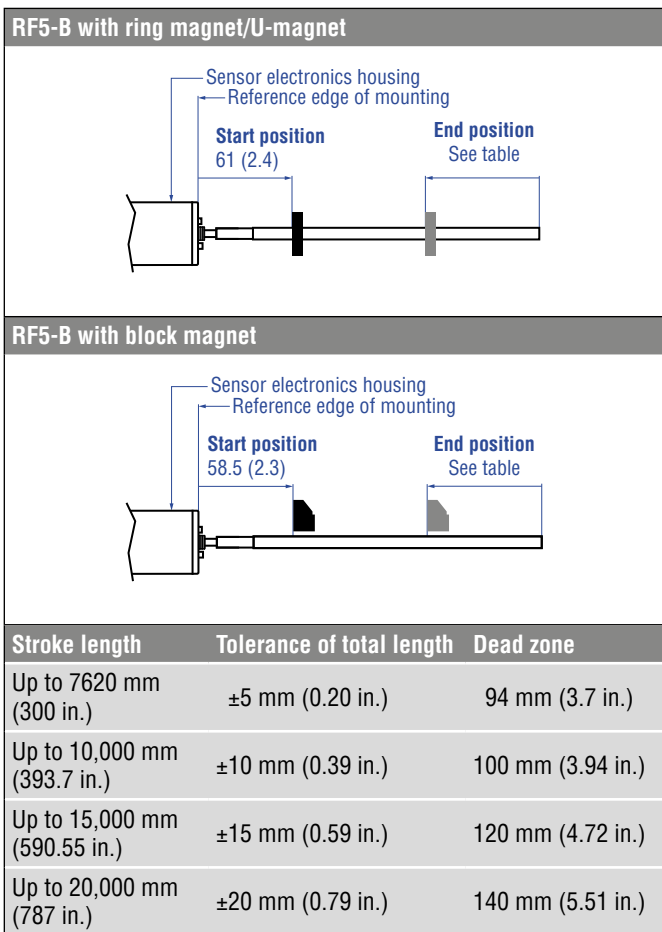 RF5-B with ring magnet/U-magnet
Sensor electronics housing
Reference edge of mounting
Start position
61 (2.4)
End position
See table
RF5-B with block magnet
Sensor electronics housing
Reference edge of mounting
Start position
58.5 (2.3)
End position
See table
Stroke length Tolerance of total length Dead zone
Up to 7620 mm
(300 in.)
±5 mm (0.20 in.) 94 mm (3.7 in.)
Up to 10,000 mm
(393.7 in.)
±10 mm (0.39 in.) 100 mm (3.94 in.)
Up to 15,000 mm
(590.55 in.)
±15 mm (0.59 in.) 120 mm (4.72 in.)
Up to 20,000 mm
(787 in.)
±20 mm (0.79 in.) 140 mm (5.51 in.)